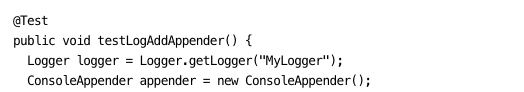 @Test
public void testLogAddAppender() {
  Logger logger = Logger.getLogger("MyLogger");
  ConsoleAppender appender = new ConsoleAppender();